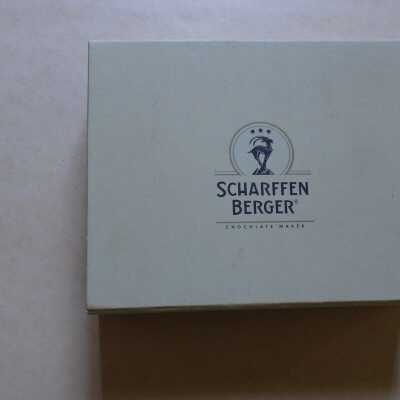 SCHARFFEN
BERGER®
CHOCOLATE MAKER